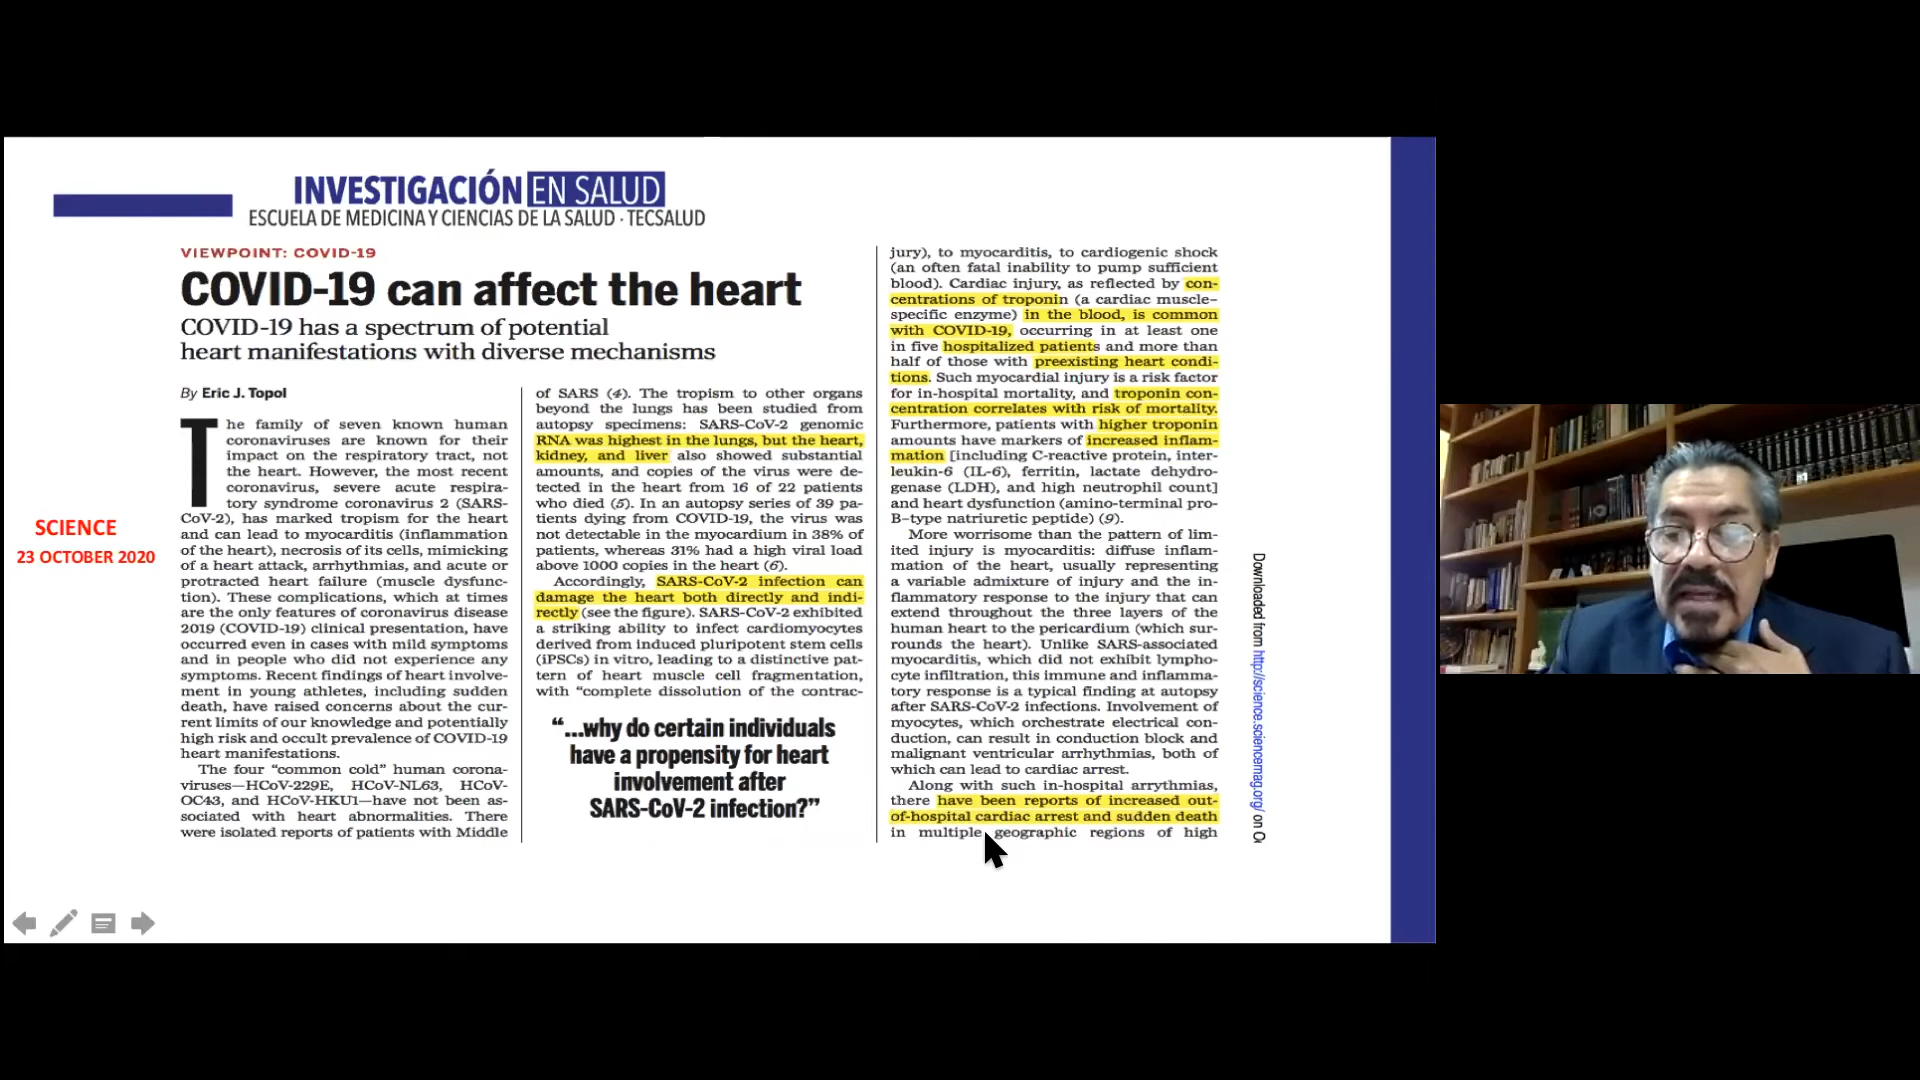 INVESTIGACIÓN EN SALUD
ESCUELA DE MEDICINA Y CIENCIAS DE LA SALUD · TECSALUD
SCIENCE
23 OCTOBER 2020
VIEWPOINT: COVID-19
COVID-19 can affect the heart
COVID-19 has a spectrum of potential
heart manifestations with diverse mechanisms
By Eric J. Topol
The family of seven known human
coronaviruses are known for their
impact on the respiratory tract, not
the heart. However, the most recent
coronavirus, severe acute respira-
tory syndrome coronavirus 2 (SARS-
CoV-2), has marked tropism for the heart
and can lead to myocarditis (inflammation
of the heart), necrosis of its cells, mimicking
of a heart attack, arrhythmias, and acute or
protracted heart failure (muscle dysfunc-
tion). These complications, which at times
are the only features of coronavirus disease
2019 (COVID-19) clinical presentation, have
occurred even in cases with mild symptoms
and in people who did not experience any
symptoms. Recent findings of heart involve-
ment in young athletes, including sudden
death, have raised concerns about the cur-
rent limits of our knowledge and potentially
high risk and occult prevalence of COVID-19
heart manifestations.
The four “common cold” human corona-
viruses—HCoV-229E, HCoV-NL63, HCoV-
OC43, and HCoV-HKU1—have not been as-
sociated with heart abnormalities. There
were isolated reports of patients with Middle
of SARS (4). The tropism to other organs
beyond the lungs has been studied from
autopsy specimens: SARS-CoV-2 genomic
RNA was highest in the lungs, but the heart,
kidney, and liver also showed substantial
amounts, and copies of the virus were de-
tected in the heart from 16 of 22 patients
who died (5). In an autopsy series of 39 pa-
tients dying from COVID-19, the virus was
not detectable in the myocardium in 38% of
patients, whereas 31% had a high viral load
above 1000 copies in the heart (6).
Accordingly, SARS-CoV-2 infection can
damage the heart both directly and indi-
rectly (see the figure). SARS-CoV-2 exhibited
a striking ability to infect cardiomyocytes
derived from induced pluripotent stem cells
(iPSCs) in vitro, leading to a distinctive pat-
tern of heart muscle cell fragmentation,
with “complete dissolution of the contrac-
“...why do certain individuals
have a propensity for heart
involvement after
SARS-CoV-2 infection?”
jury), to myocarditis, to cardiogenic shock
(an often fatal inability to pump sufficient
blood). Cardiac injury, as reflected by con-
centrations of troponin (a cardiac muscle–
specific enzyme) in the blood, is common
with COVID-19, occurring in at least one
in five hospitalized patients and more than
half of those with preexisting heart condi-
tions. Such myocardial injury is a risk factor
for in-hospital mortality, and troponin con-
centration correlates with risk of mortality.
Furthermore, patients with higher troponin
amounts have markers of increased inflam-
mation [including C-reactive protein, inter-
leukin-6 (IL-6), ferritin, lactate dehydro-
genase (LDH), and high neutrophil count]
and heart dysfunction (amino-terminal pro-
B–type natriuretic peptide) (9).
More worrisome than the pattern of lim-
ited injury is myocarditis: diffuse inflam-
mation of the heart, usually representing
a variable admixture of injury and the in-
flammatory response to the injury that can
extend throughout the three layers of the
human heart to the pericardium (which sur-
rounds the heart). Unlike SARS-associated
myocarditis, which did not exhibit lympho-
cyte infiltration, this immune and inflamma-
tory response is a typical finding at autopsy
after SARS-CoV-2 infections. Involvement of
myocytes, which orchestrate electrical con-
duction, can result in conduction block and
malignant ventricular arrhythmias, both of
which can lead to cardiac arrest.
Along with such in-hospital arrythmias,
there have been reports of increased out-
of-hospital cardiac arrest and sudden death
in multiple geographic regions of high
Downloaded from http://science.sciencemag.org/ on